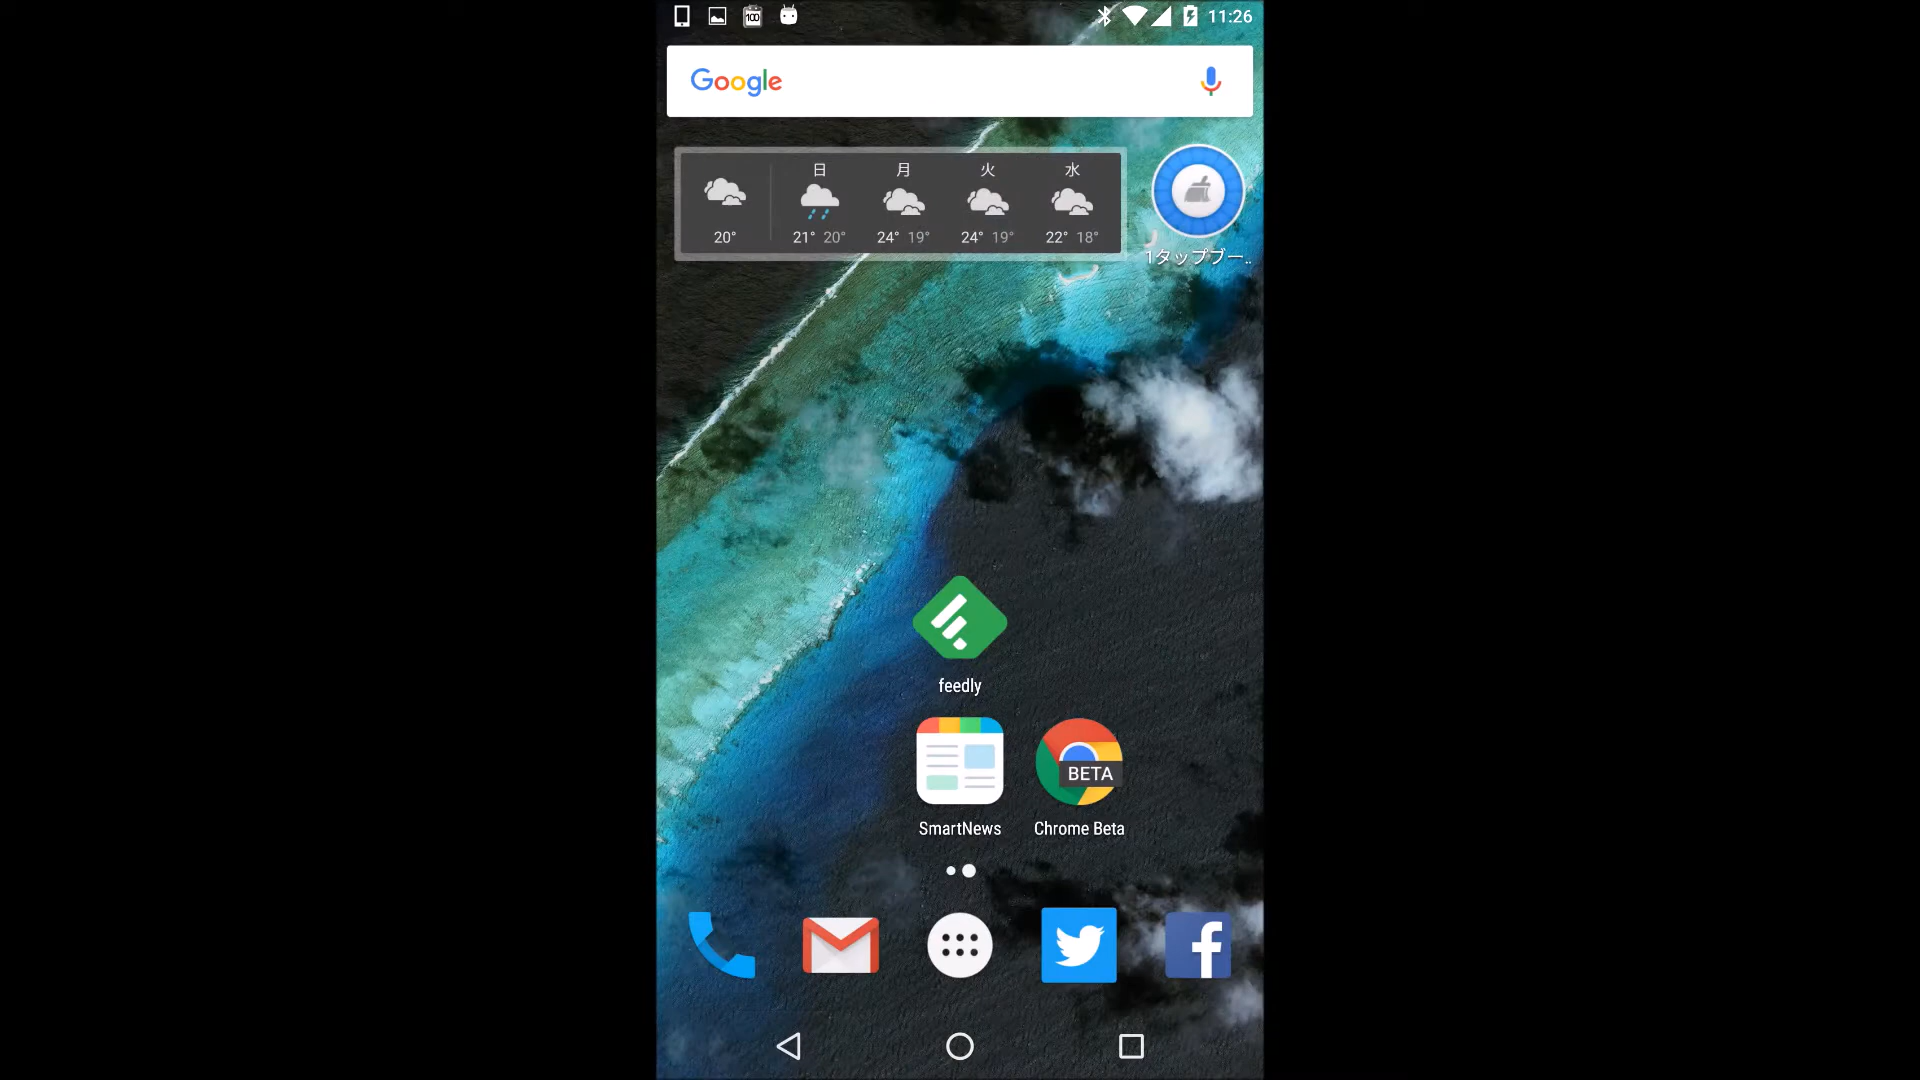 100
11:26
Google
日 月 火 水
20° 21° 20° 24° 19° 24° 19° 22° 18°
1タップブー..
feedly
BETA
SmartNews Chrome Beta